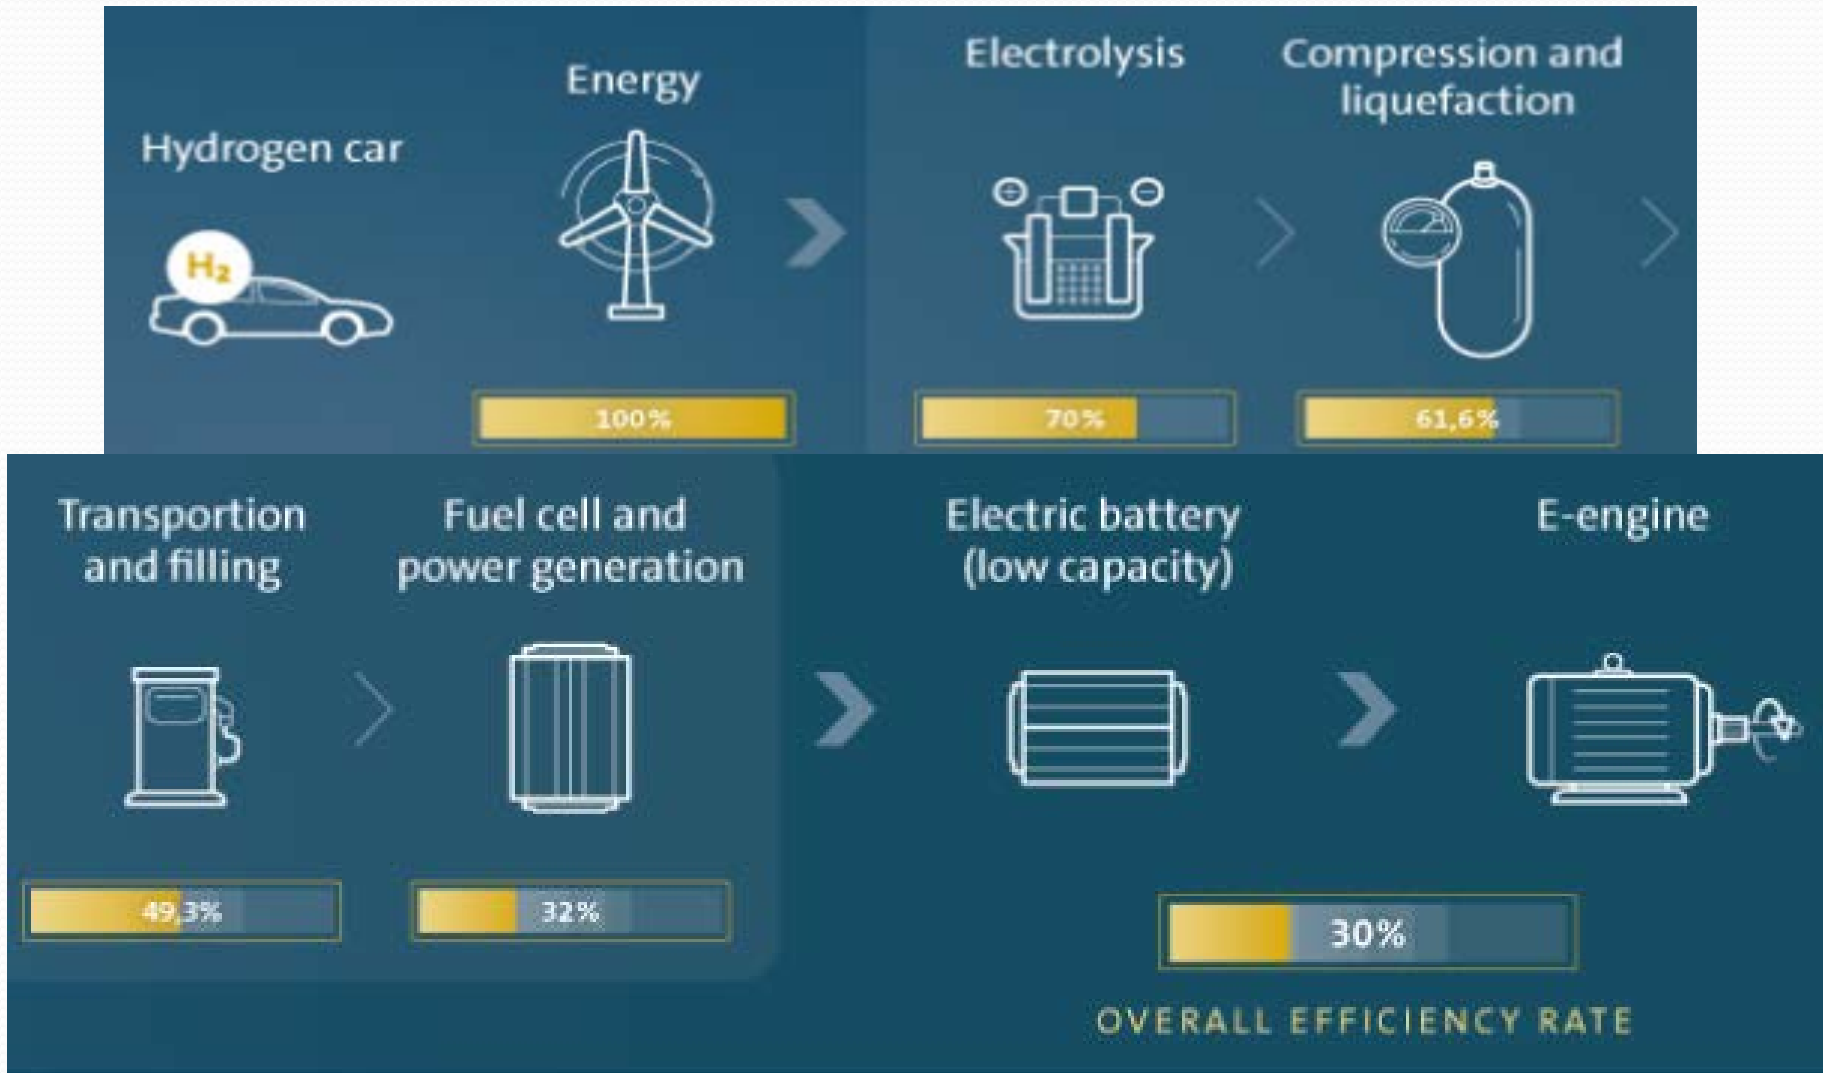 Hydrogen car
H₂
Energy
100%
Electrolysis
+
−
70%
Compression and
liquefaction
61,6%
Transportion
and filling
49,3%
Fuel cell and
power generation
32%
Electric battery
(low capacity)
E-engine
30%
OVERALL EFFICIENCY RATE